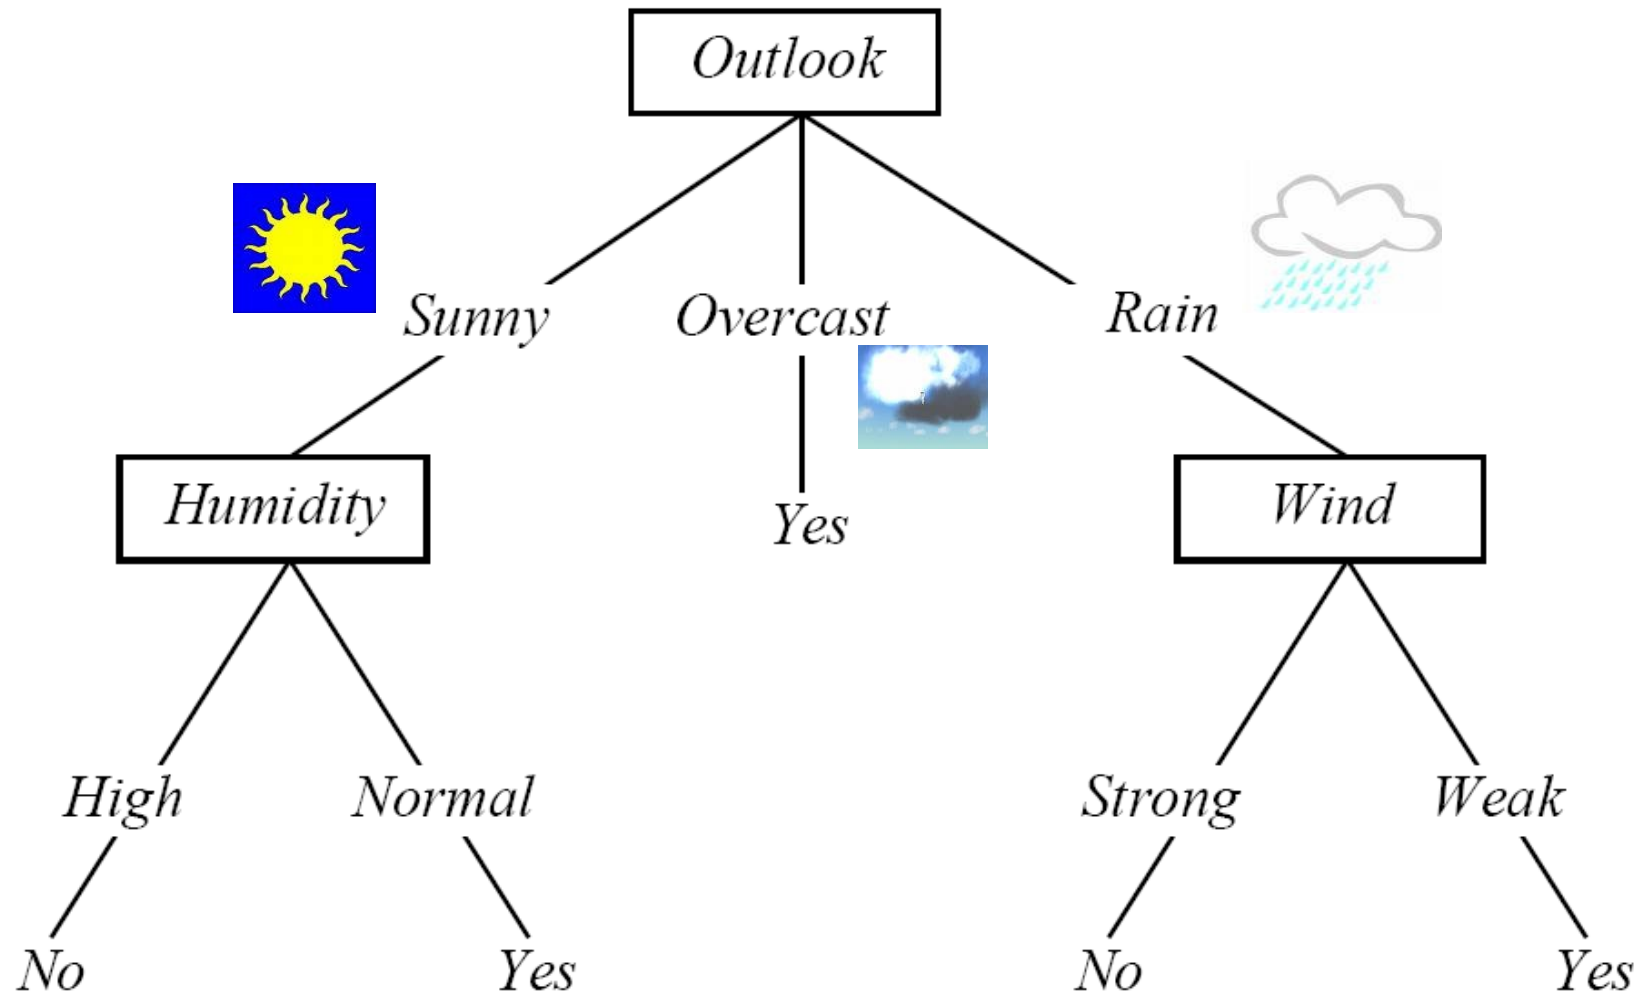 Outlook
Sunny
Overcast
Rain
Humidity
Yes
Wind
High
Normal
Strong
Weak
No
Yes
No
Yes